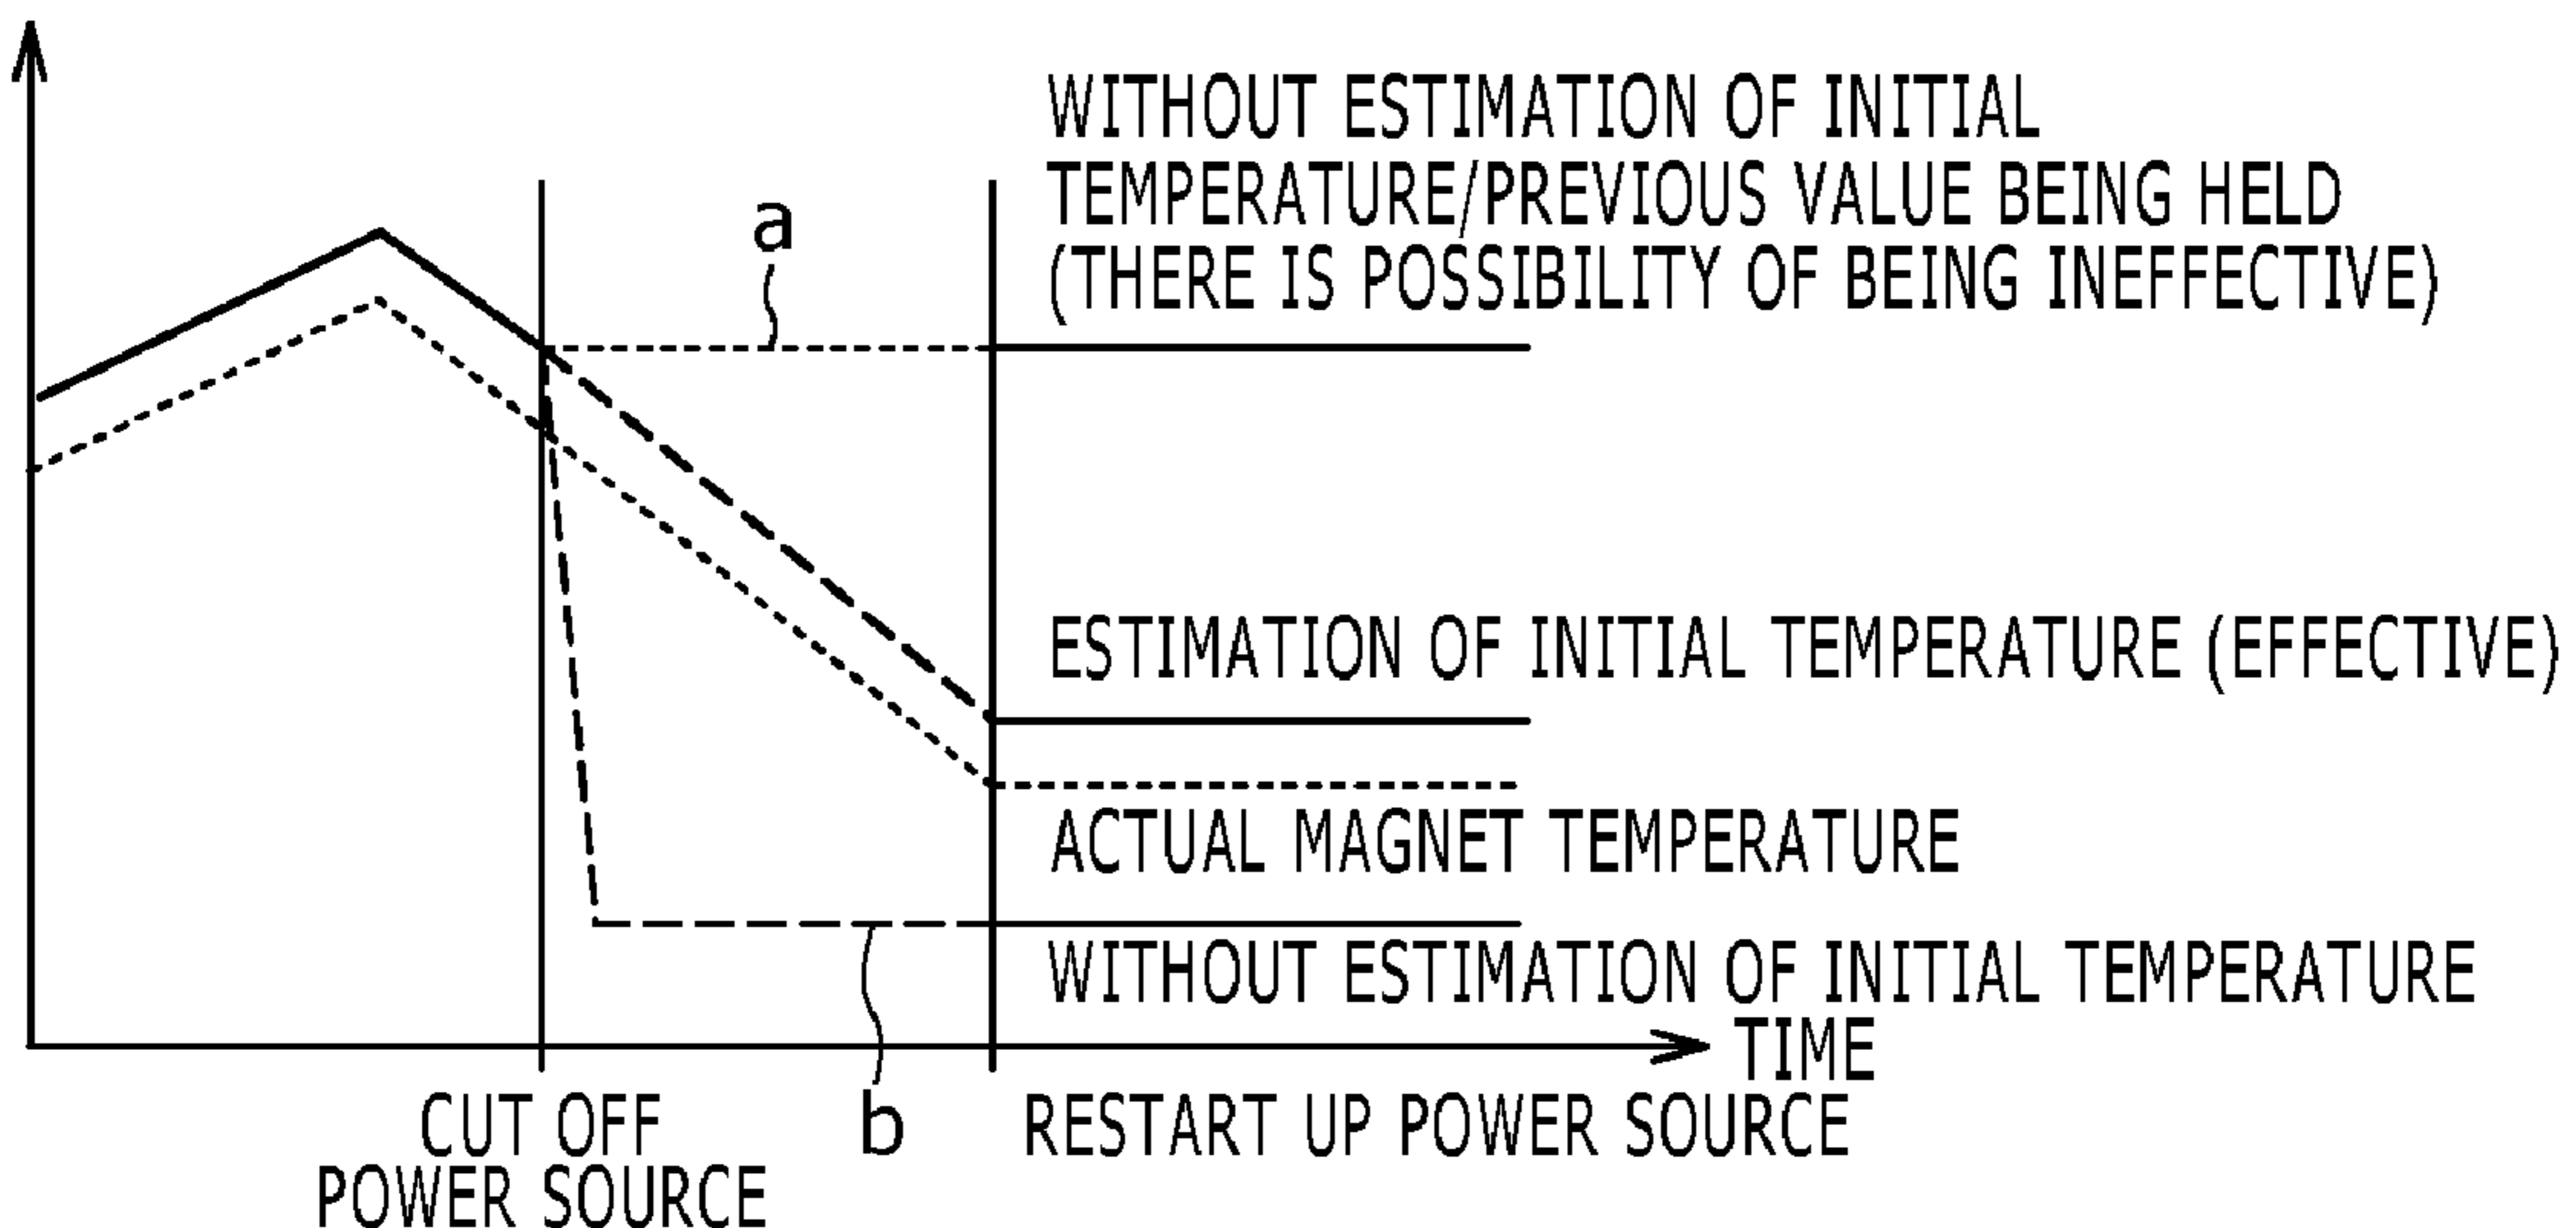 WITHOUT ESTIMATION OF INITIAL
TEMPERATURE/PREVIOUS VALUE BEING HELD
(THERE IS POSSIBILITY OF BEING INEFFECTIVE)
a
ESTIMATION OF INITIAL TEMPERATURE (EFFECTIVE)
ACTUAL MAGNET TEMPERATURE
WITHOUT ESTIMATION OF INITIAL TEMPERATURE
TIME
CUT OFF
POWER SOURCE
b
RESTART UP POWER SOURCE